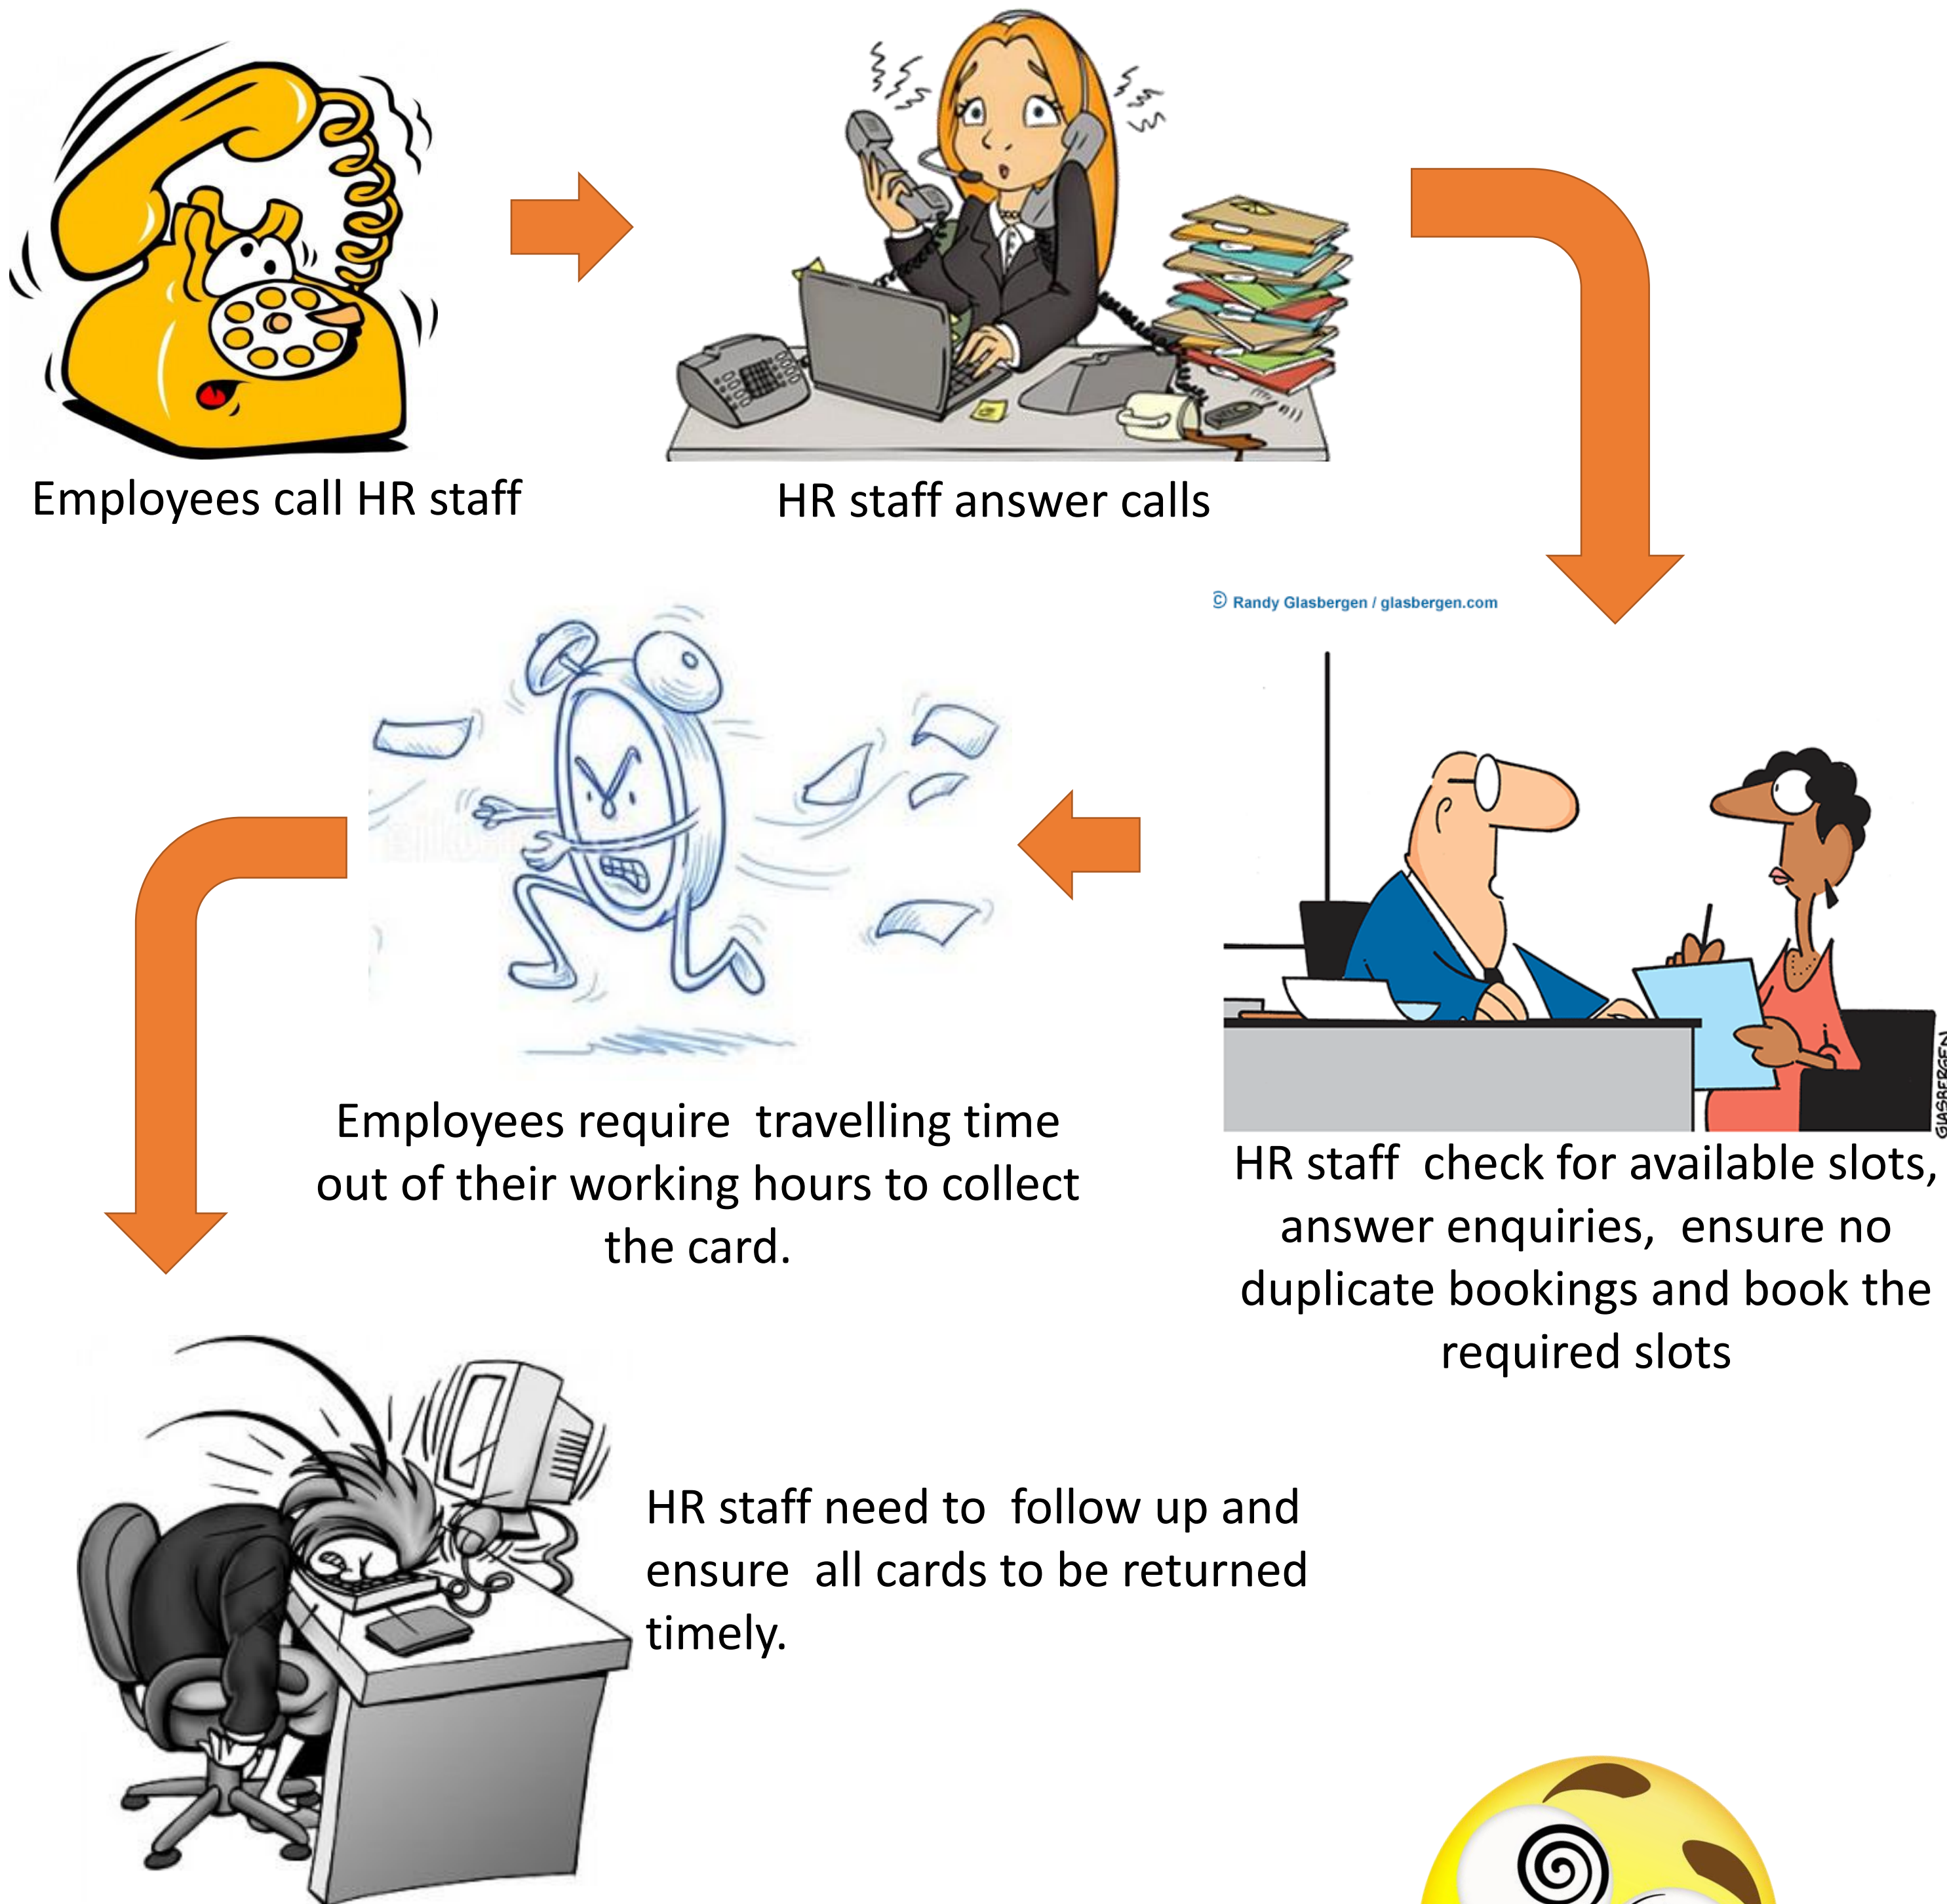 Employees call HR staff
HR staff answer calls
© Randy Glasbergen / glasbergen.com
GLASBERGEN
HR staff check for available slots,
answer enquiries, ensure no
duplicate bookings and book the
required slots
Employees require travelling time
out of their working hours to collect
the card.
HR staff need to follow up and
ensure all cards to be returned
timely.